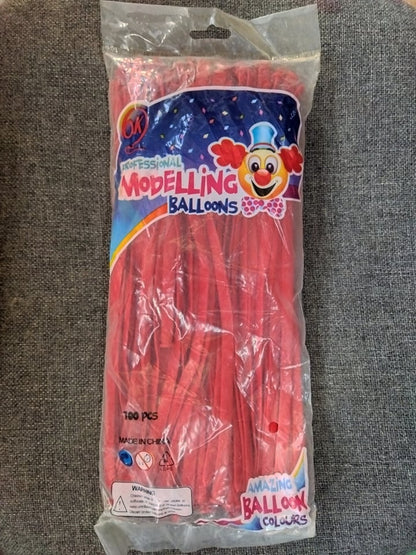 OK
PROFESSIONAL
MODELLING
BALLOONS
100 PCS
MADE IN CHINA
WARNING:
AMAZING
BALLOON
COLOURS